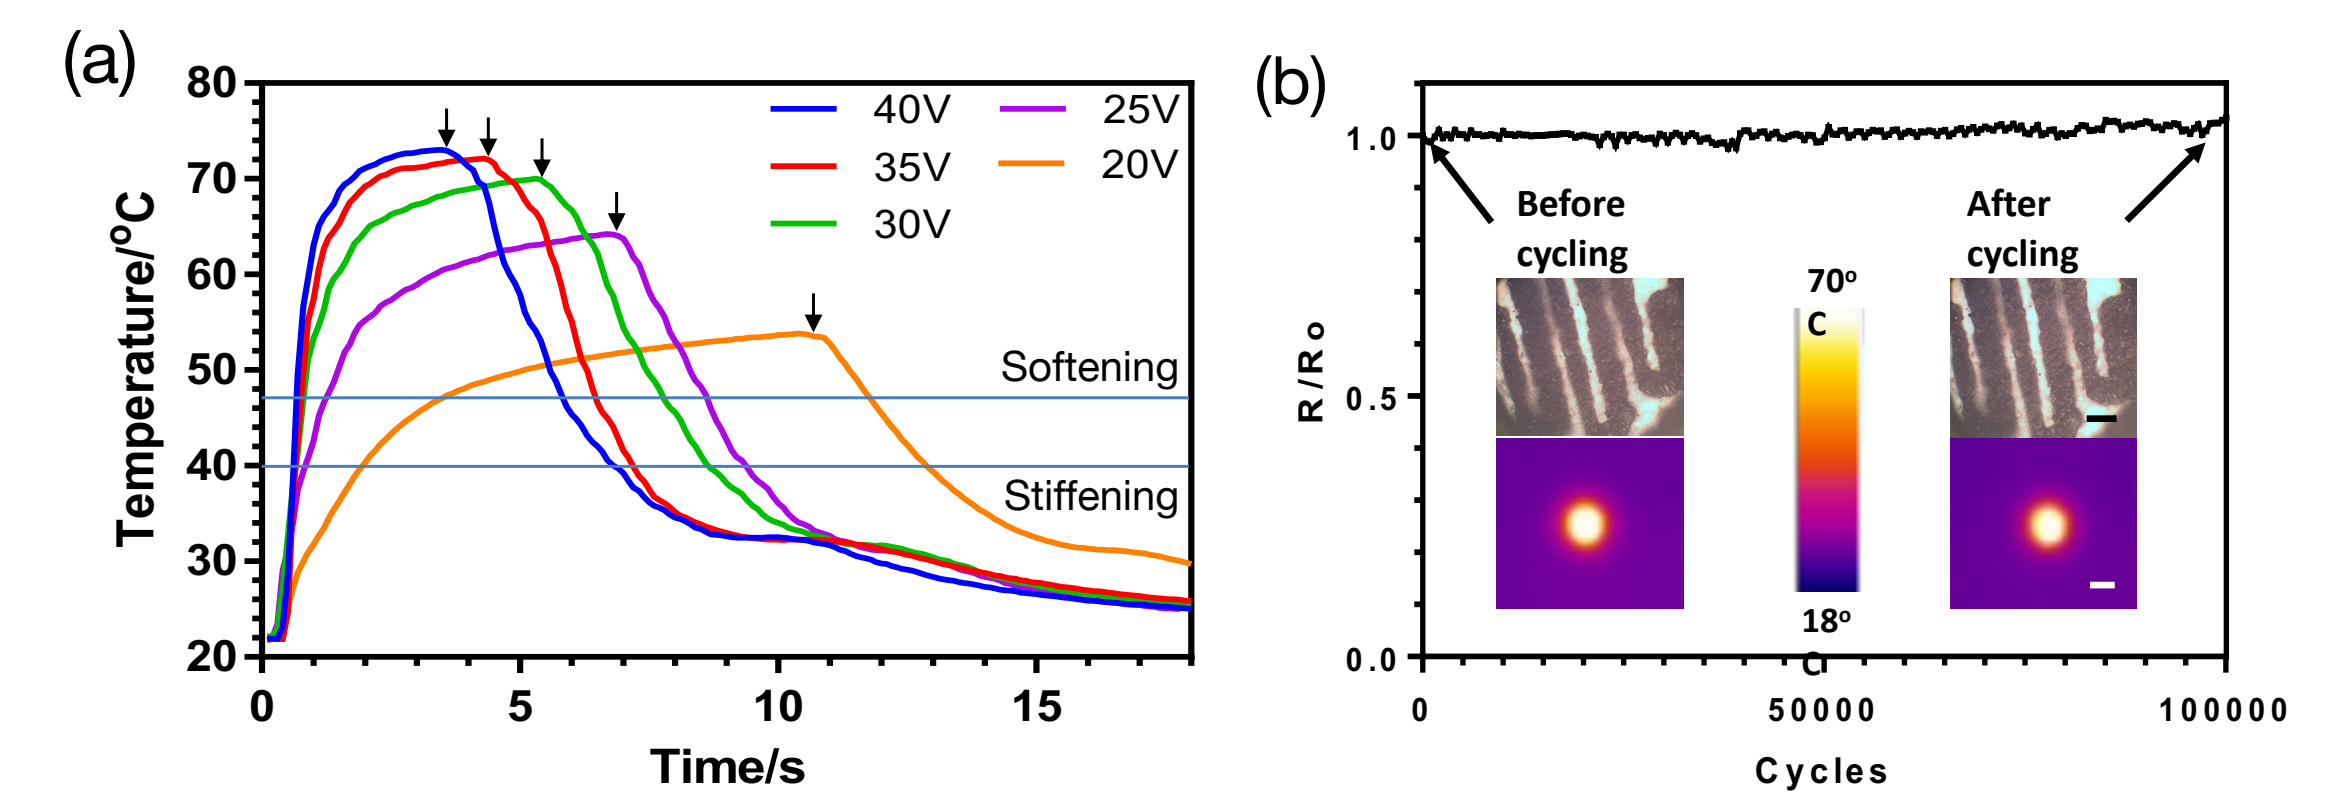 (a)
80
70
60
50
40
30
20
Temperature/°C
0
5
10
15
Time/s
40V
35V
30V
25V
20V
Softening
Stiffening
(b)
1.0
0.5
0.0
R/Ro
Before
cycling
After
cycling
70°
C
18°
C
0
50000
100000
Cycles